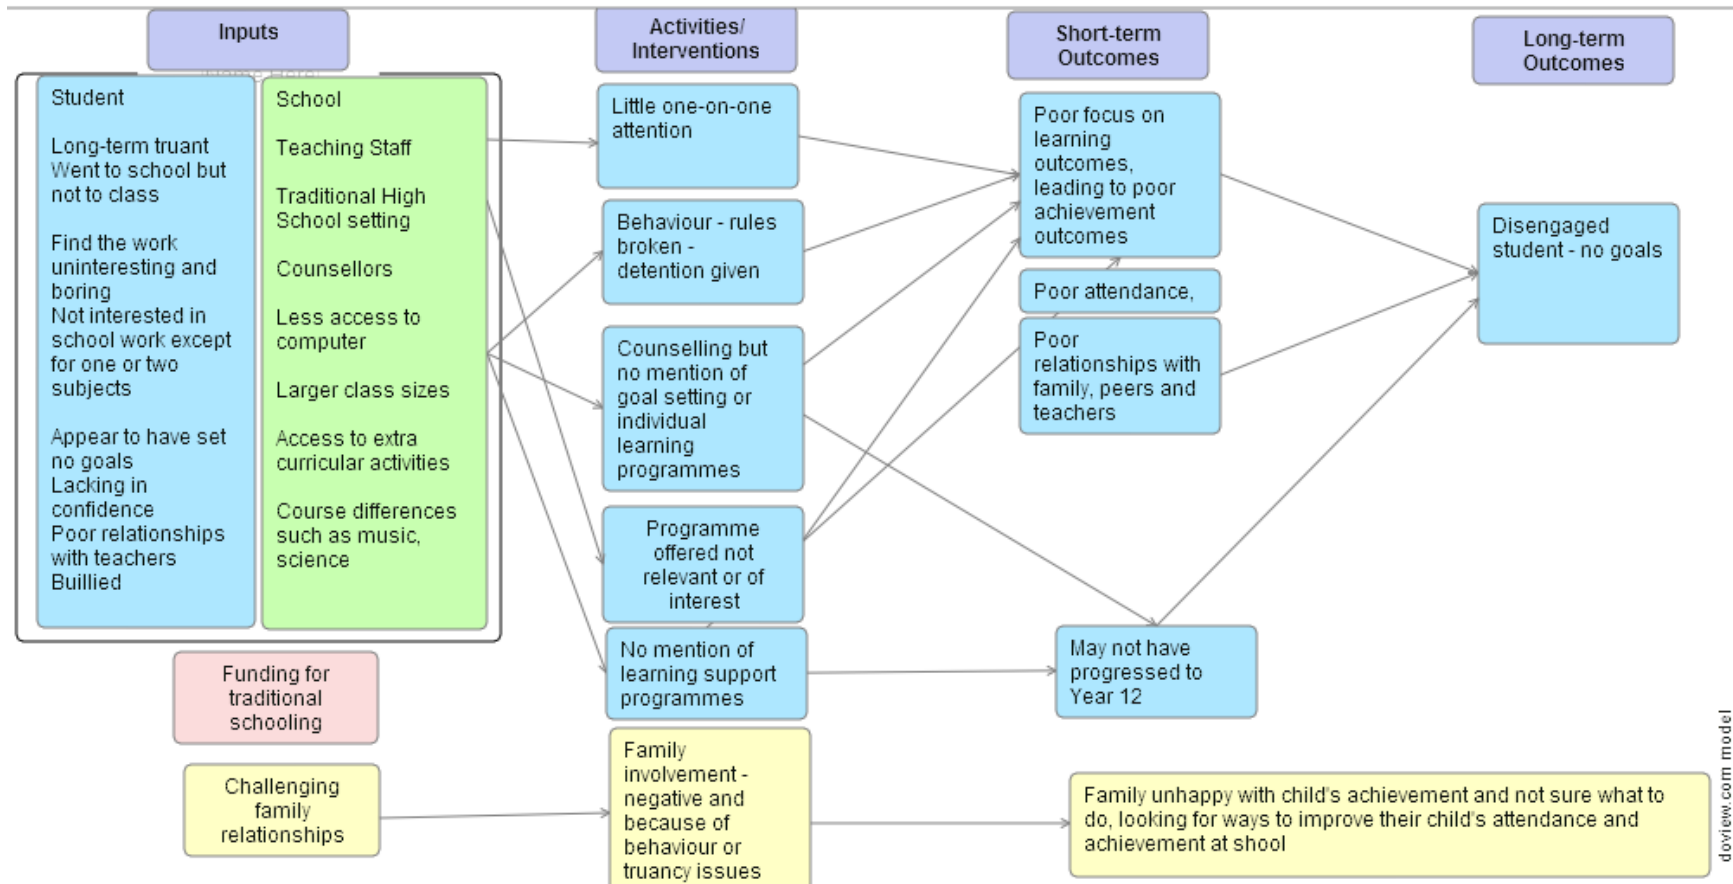 Inputs
Activities/
Interventions
Short-term
Outcomes
Long-term
Outcomes
Student
Long-term truant
Went to school but
not to class
Find the work
uninteresting and
boring
Not interested in
school work except
for one or two
subjects
Appear to have set
no goals
Lacking in
confidence
Poor relationships
with teachers
Buillied
School
Teaching Staff
Traditional High
School setting
Counsellors
Less access to
computer
Larger class sizes
Access to extra
curricular activities
Course differences
such as music,
science
Funding for
traditional
schooling
Challenging
family
relationships
Little one-on-one
attention
Behaviour - rules
broken -
detention given
Counselling but
no mention of
goal setting or
individual
learning
programmes
Programme
offered not
relevant or of
interest
No mention of
learning support
programmes
Family
involvement -
negative and
because of
behaviour or
truancy issues
Poor focus on
learning
outcomes,
leading to poor
achievement
outcomes
Poor attendance,
Poor
relationships with
family, peers and
teachers
May not have
progressed to
Year 12
Disengaged
student - no goals
Family unhappy with child's achievement and not sure what to
do, looking for ways to improve their child's attendance and
achievement at shool
doview.com model